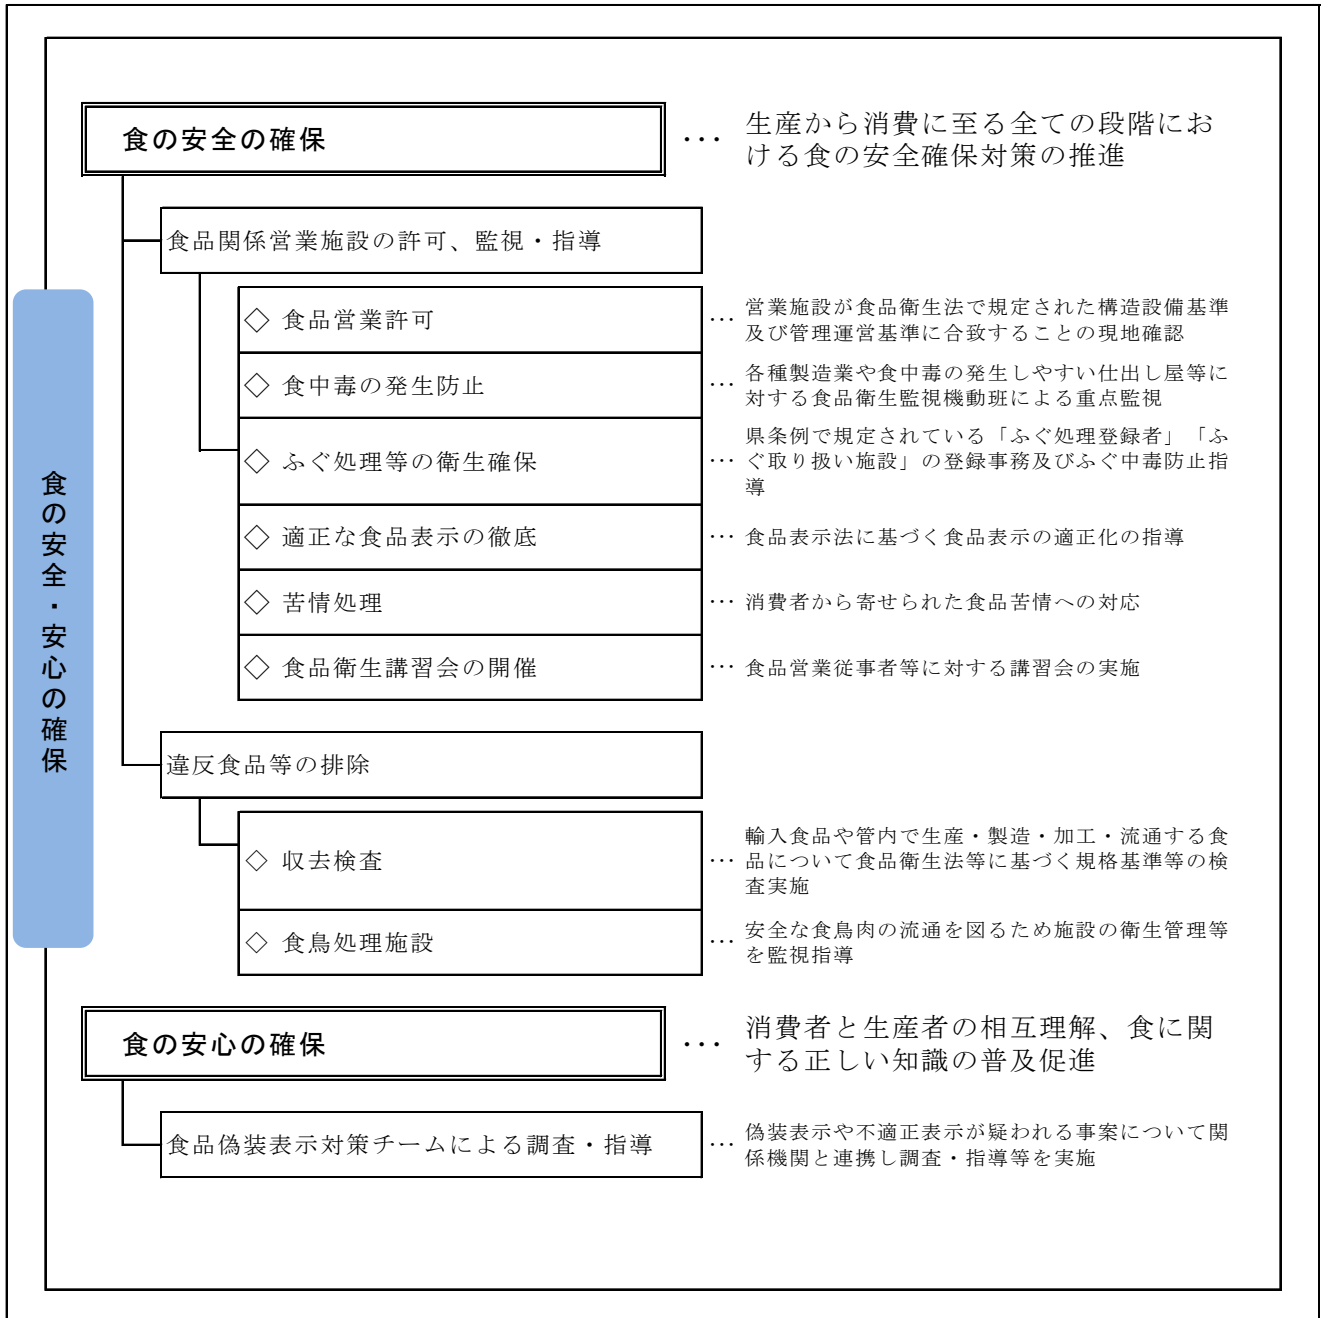 食の安全・安心の確保
食の安全の確保
･･･
生産から消費に至る全ての段階にお
ける食の安全確保対策の推進
食品関係営業施設の許可、監視・指導
◇ 食品営業許可
･･･
営業施設が食品衛生法で規定された構造設備基準
及び管理運営基準に合致することの現地確認
◇ 食中毒の発生防止
･･･
各種製造業や食中毒の発生しやすい仕出し屋等に
対する食品衛生監視機動班による重点監視
◇ ふぐ処理等の衛生確保
･･･
県条例で規定されている「ふぐ処理登録者」「ふ
ぐ取り扱い施設」の登録事務及びふぐ中毒防止指
導
◇ 適正な食品表示の徹底
･･･
食品表示法に基づく食品表示の適正化の指導
◇ 苦情処理
･･･
消費者から寄せられた食品苦情への対応
◇ 食品衛生講習会の開催
･･･
食品営業従事者等に対する講習会の実施
違反食品等の排除
◇ 収去検査
･･･
輸入食品や管内で生産・製造・加工・流通する食
品について食品衛生法等に基づく規格基準等の検
査実施
◇ 食鳥処理施設
･･･
安全な食鳥肉の流通を図るため施設の衛生管理等
を監視指導
食の安心の確保
･･･
消費者と生産者の相互理解、食に関
する正しい知識の普及促進
食品偽装表示対策チームによる調査・指導
･･･
偽装表示や不適正表示が疑われる事案について関
係機関と連携し調査・指導等を実施